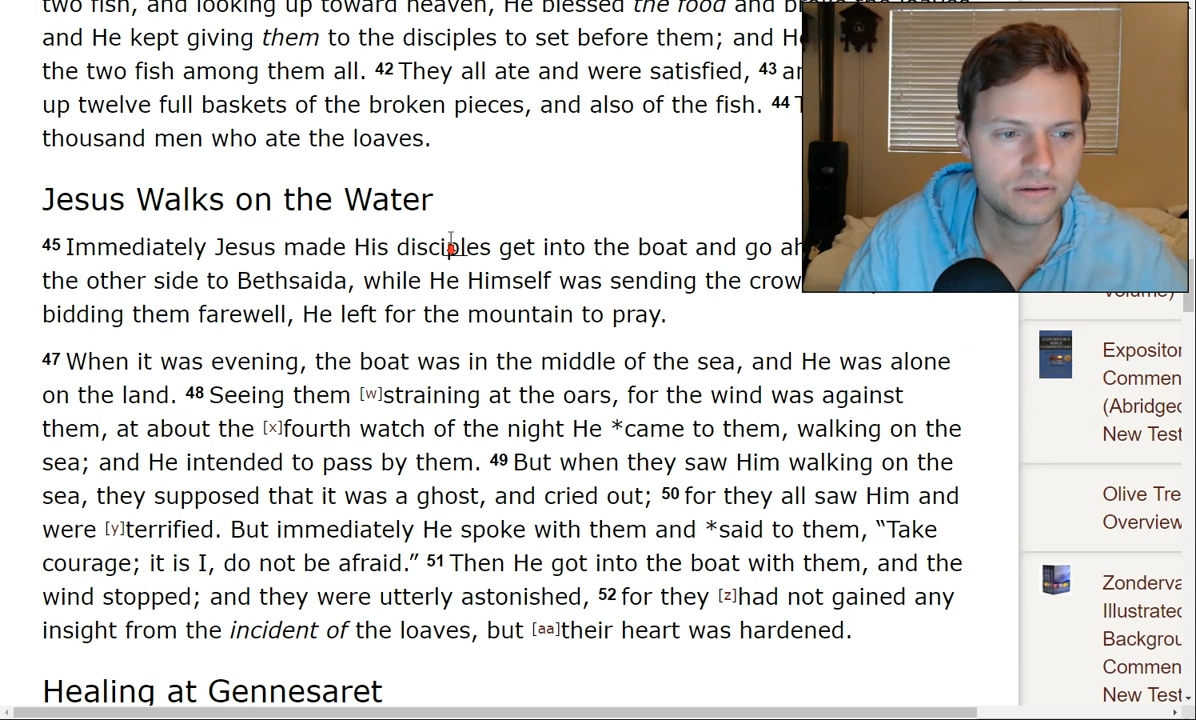 two fish, and looking up toward heaven, He blessed the food and
and He kept giving them to the disciples to set before them; and
the two fish among them all. 42 They all ate and were satisfied, 43
up twelve full baskets of the broken pieces, and also of the fish. 44
thousand men who ate the loaves.
Jesus Walks on the Water
45 Immediately Jesus made His disciples get into the boat and go
the other side to Bethsaida, while He Himself was sending the
bidding them farewell, He left for the mountain to pray.
47 When it was evening, the boat was in the middle of the sea, and He was alone
on the land. 48 Seeing them [w]straining at the oars, for the wind was against
them, at about the [x]fourth watch of the night He *came to them, walking on the
sea; and He intended to pass by them. 49 But when they saw Him walking on the
sea, they supposed that it was a ghost, and cried out; 50 for they all saw Him and
were [y]terrified. But immediately He spoke with them and *said to them, “Take
courage; it is I, do not be afraid.” 51 Then He got into the boat with them, and the
wind stopped; and they were utterly astonished, 52 for they [z]had not gained any
insight from the incident of the loaves, but [aa]their heart was hardened.
Healing at Gennesaret
Volume)
Expositor
Commen
(Abridged
New Test
Olive Tre
Overview
Zonderva
Illustrated
Backgrou
Commen
New Test